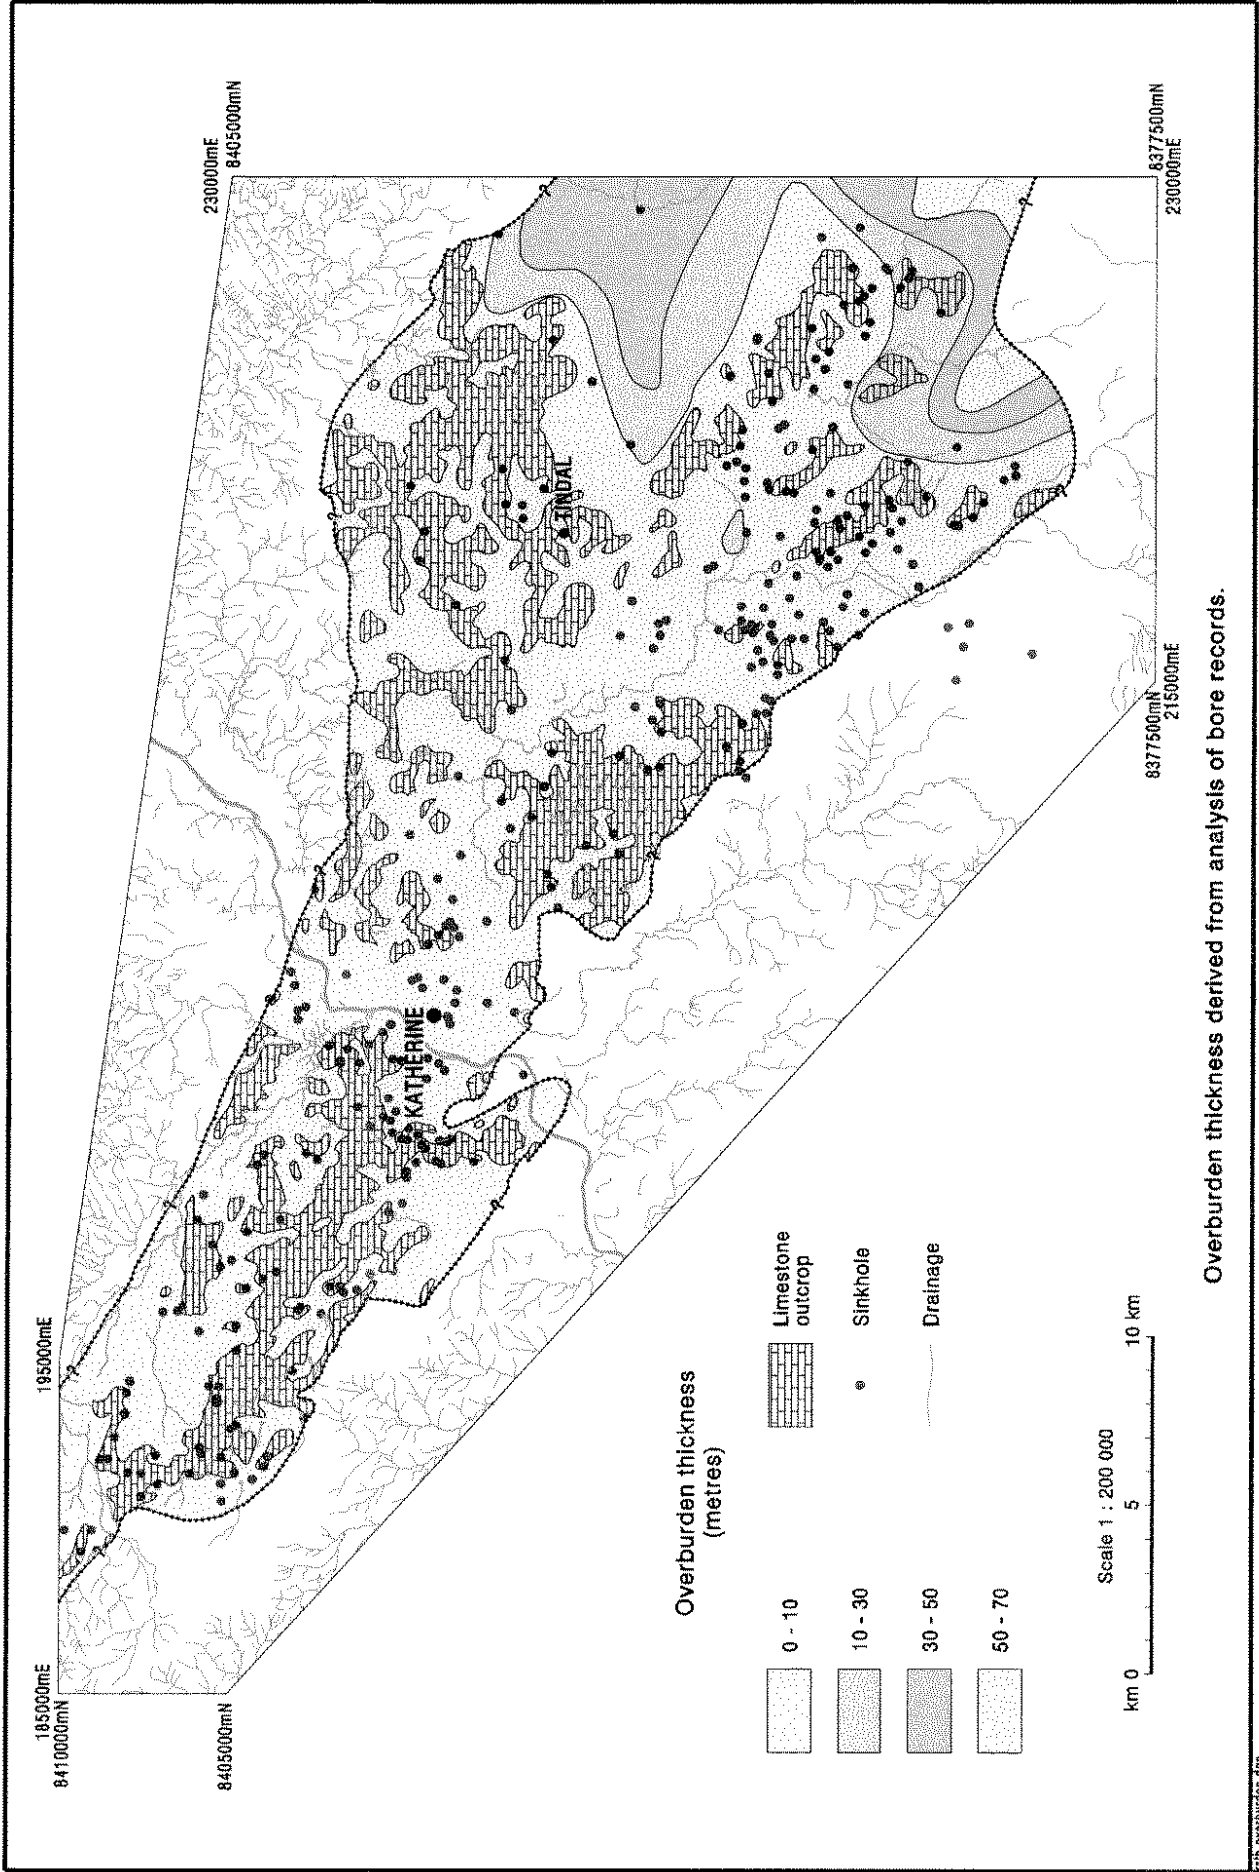 185000mE
8410000mN
195000mE
230000mE
8405000mN
8405000mN
KATHERINE
TINDAL
8377500mN
215000mE
8377500mN
230000mE
?
?
?
?
?
?
?
?
?
Overburden thickness
(metres)
0 - 10
10 - 30
30 - 50
50 - 70
Limestone
outcrop
Sinkhole
Drainage
Scale 1 : 200 000
km 0
5
10 km
Overburden thickness derived from analysis of bore records.